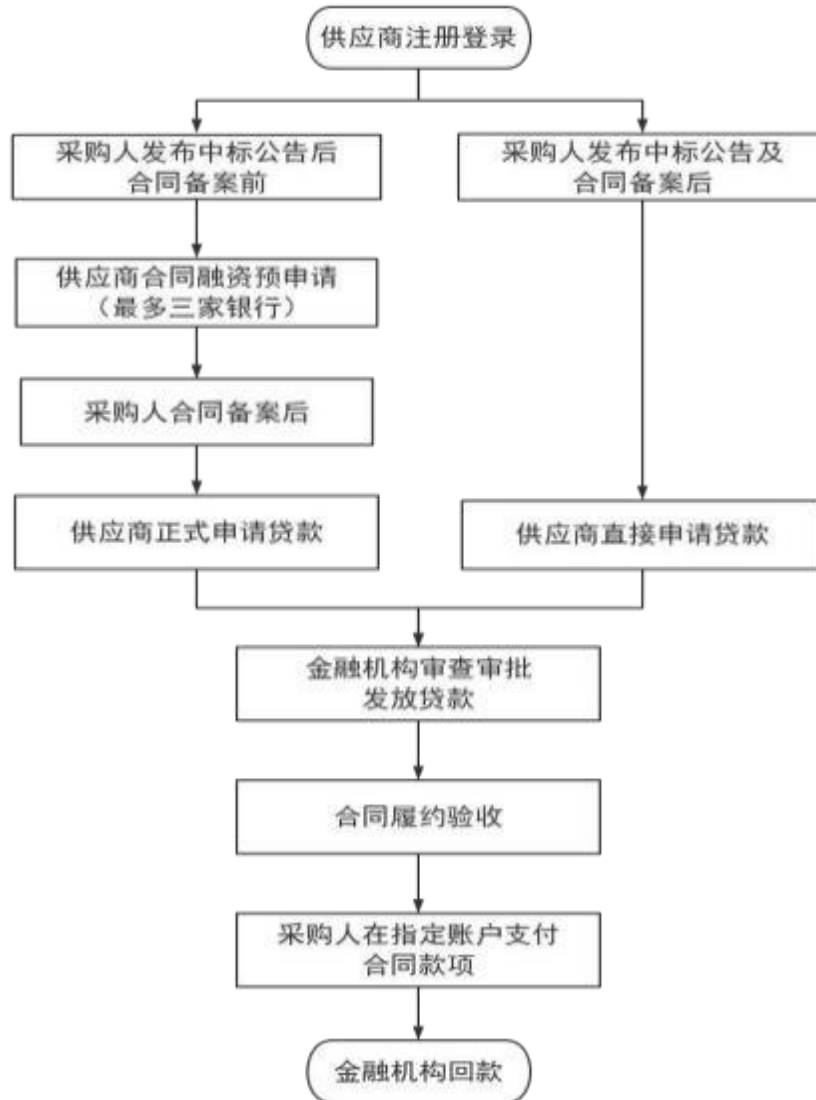 供应商注册登录
采购人发布中标公告后
合同备案前
采购人发布中标公告及
合同备案后
供应商合同融资预申请
（最多三家银行）
采购人合同备案后
供应商正式申请贷款
供应商直接申请贷款
金融机构审查审批
发放贷款
合同履约验收
采购人在指定账户支付
合同款项
金融机构回款